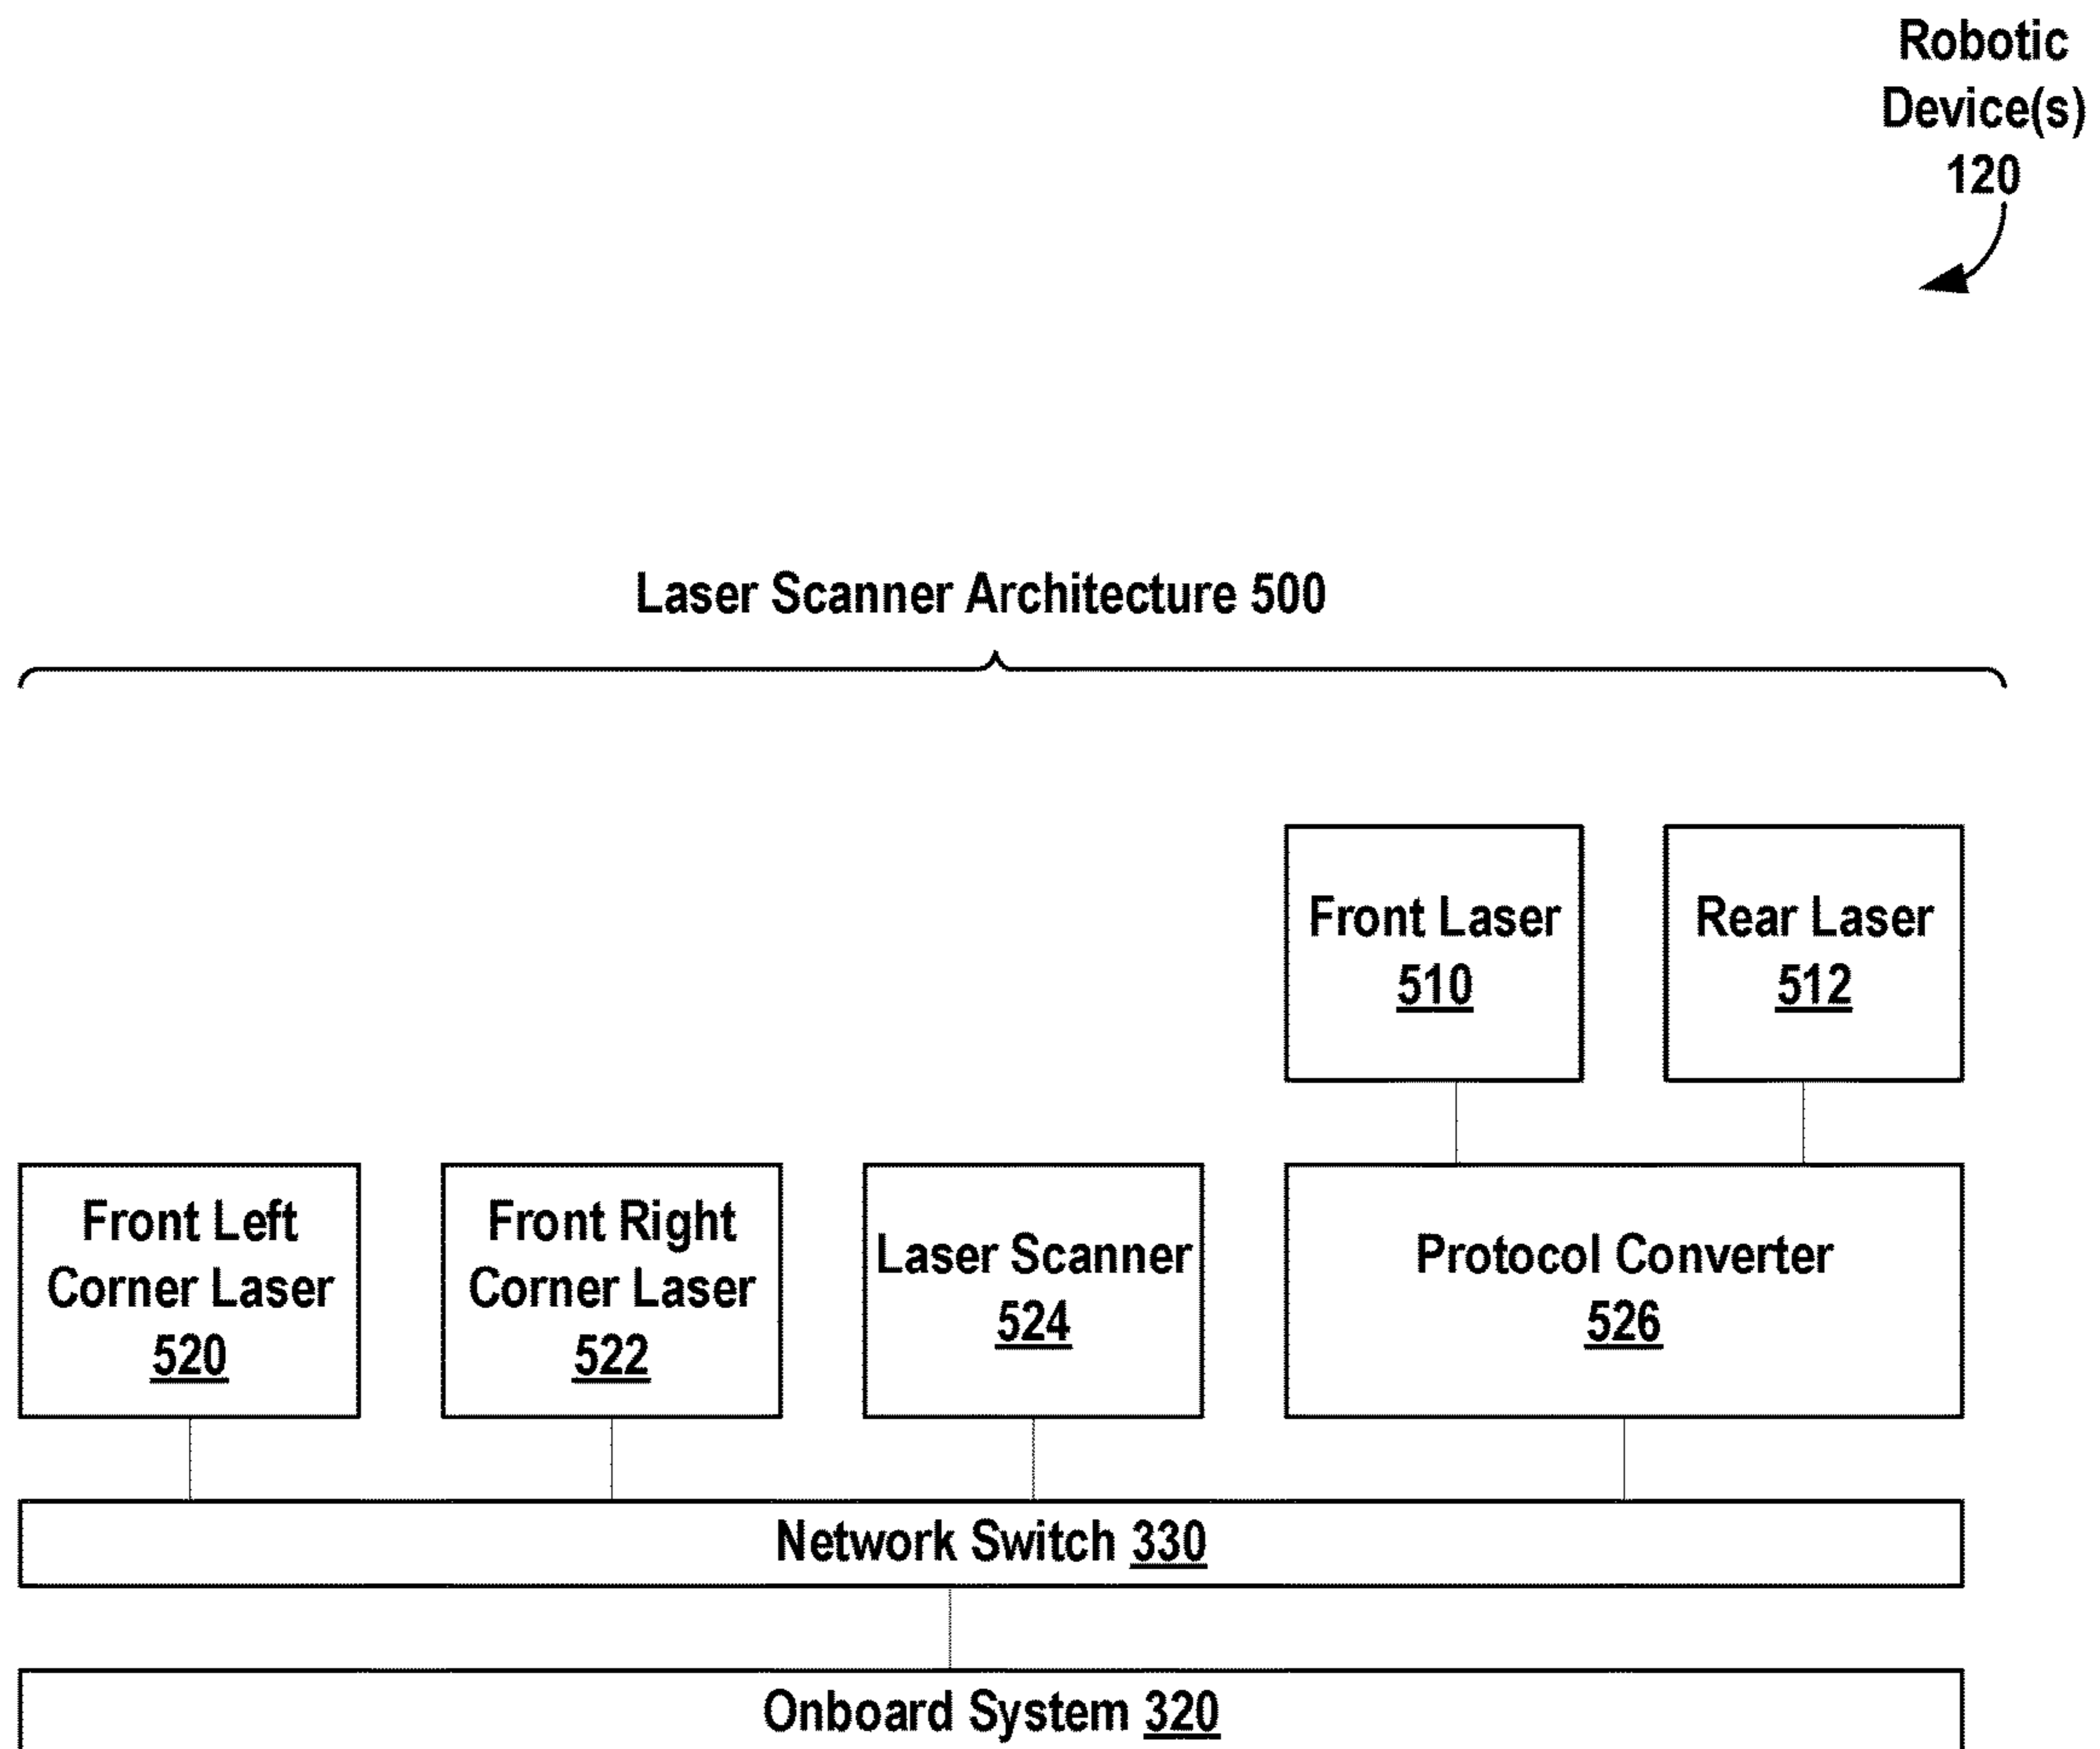 Robotic
Device(s)
120
Laser Scanner Architecture 500
Front Laser
510
Rear Laser
512
Front Left
Corner Laser
520
Front Right
Corner Laser
522
Laser Scanner
524
Protocol Converter
526
Network Switch 330
Onboard System 320